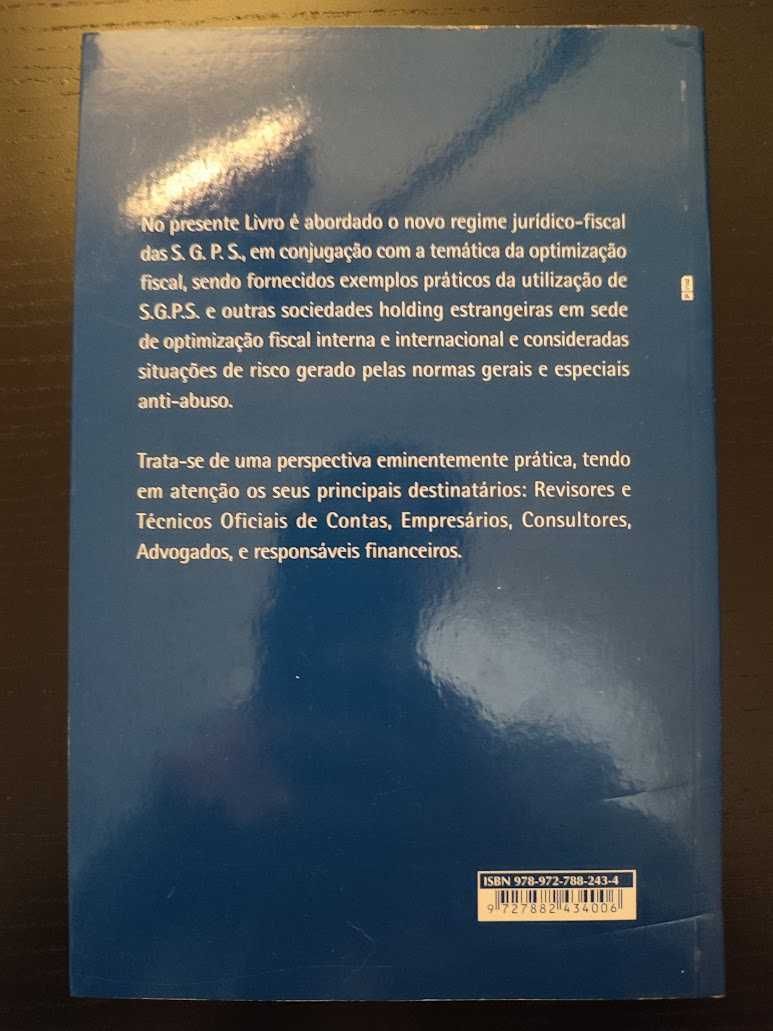 No presente Livro é abordado o novo regime jurídico-fiscal
das S. G. P. S., em conjugação com a temática da optimização
fiscal, sendo fornecidos exemplos práticos da utilização de
S.G.P.S. e outras sociedades holding estrangeiras em sede
de optimização fiscal interna e internacional e consideradas
situações de risco gerado pelas normas gerais e especiais
anti-abuso.
Trata-se de uma perspectiva eminentemente prática, tendo
em atenção os seus principais destinatários: Revisores e
Técnicos Oficiais de Contas, Empresários, Consultores,
Advogados, e responsáveis financeiros.
ISBN 978-972-788-243-4
9 727882 434006